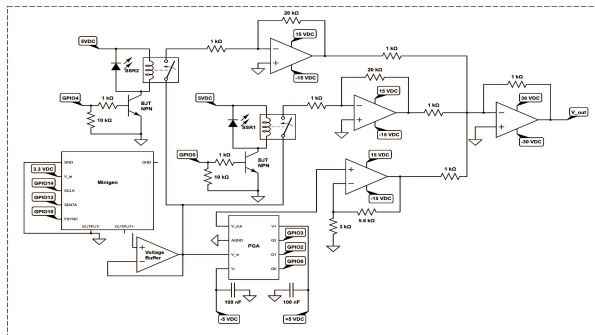 20 kΩ
5VDC
1 kΩ
15 VDC
-15 VDC
1 kΩ
SSR2
GPIO4
1 kΩ
BJT
NPN
10 kΩ
5VDC
SSR1
1 kΩ
20 kΩ
15 VDC
-15 VDC
1 kΩ
1 kΩ
30 VDC
-30 VDC
V_out
GPIO5
1 kΩ
BJT
NPN
10 kΩ
15 VDC
-15 VDC
1 kΩ
5.6 kΩ
3 kΩ
GND
GND
Minigen
3.3 VDC
V_in
GPIO14
SCLK
GPIO12
SDATA
GPIO10
FSYNC
OUTPUT-
OUTPUT+
Voltage
Buffer
V_out
V+
AGND
G2
GPIO3
PGA
V_in
G1
GPIO2
V-
G0
GPIO0
100 nF
100 nF
-5 VDC
+5 VDC